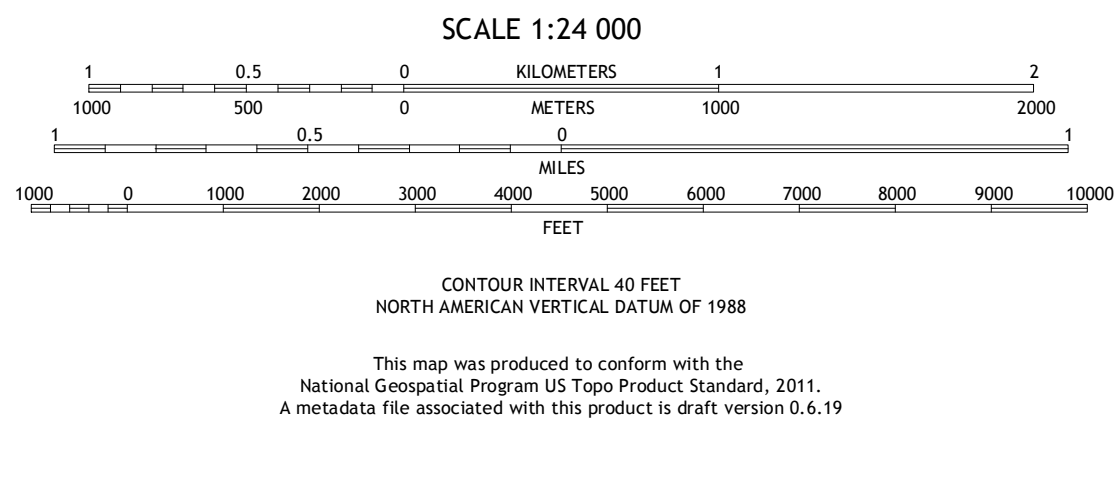 SCALE 1:24 000
1 0.5 0 KILOMETERS 1 2
1000 500 0 METERS 1000 2000
1 0.5 0 1
MILES
1000 0 1000 2000 3000 4000 5000 6000 7000 8000 9000 10000
FEET
CONTOUR INTERVAL 40 FEET
NORTH AMERICAN VERTICAL DATUM OF 1988
This map was produced to conform with the
National Geospatial Program US Topo Product Standard, 2011.
A metadata file associated with this product is draft version 0.6.19